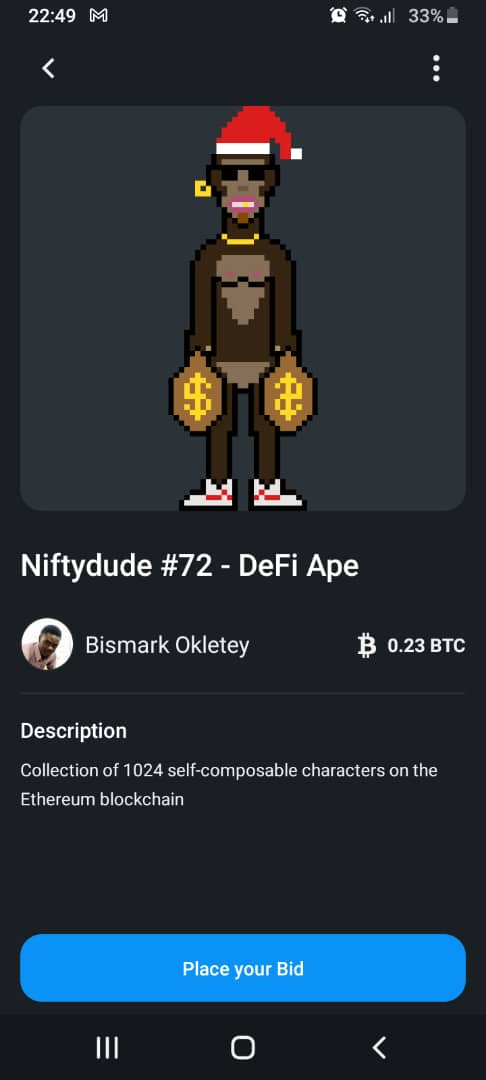 22:49
33%
$ $
Niftydude #72 - DeFi Ape
Bismark Okletey
0.23 BTC
Description
Collection of 1024 self-composable characters on the
Ethereum blockchain
Place your Bid